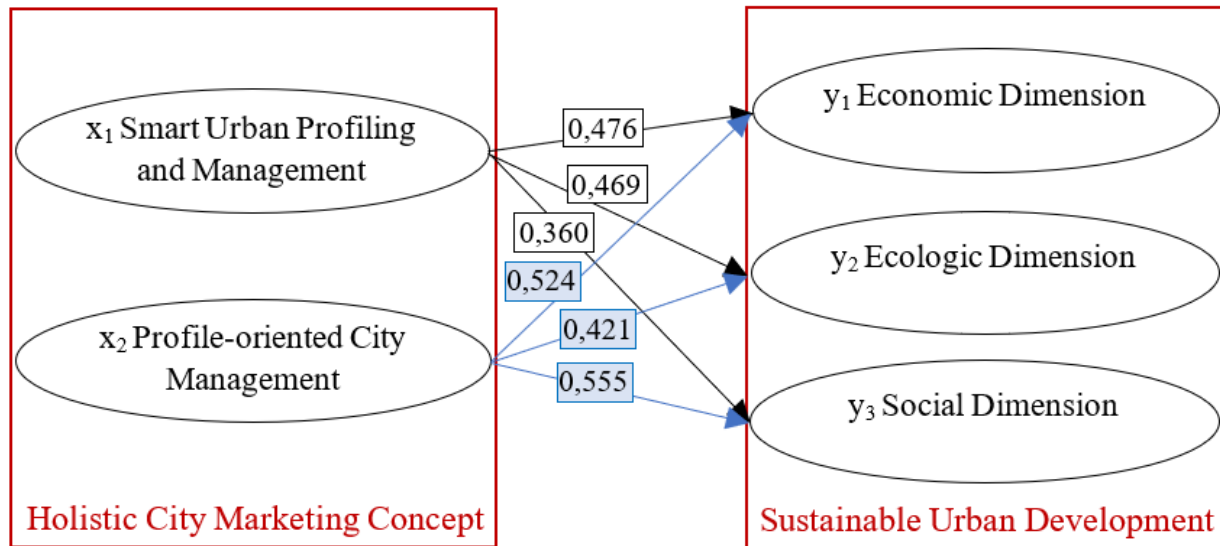 x₁ Smart Urban Profiling
and Management
x₂ Profile-oriented City
Management
Holistic City Marketing Concept
0,476
0,469
0,360
0,524
0,421
0,555
y₁ Economic Dimension
y₂ Ecologic Dimension
y₃ Social Dimension
Sustainable Urban Development